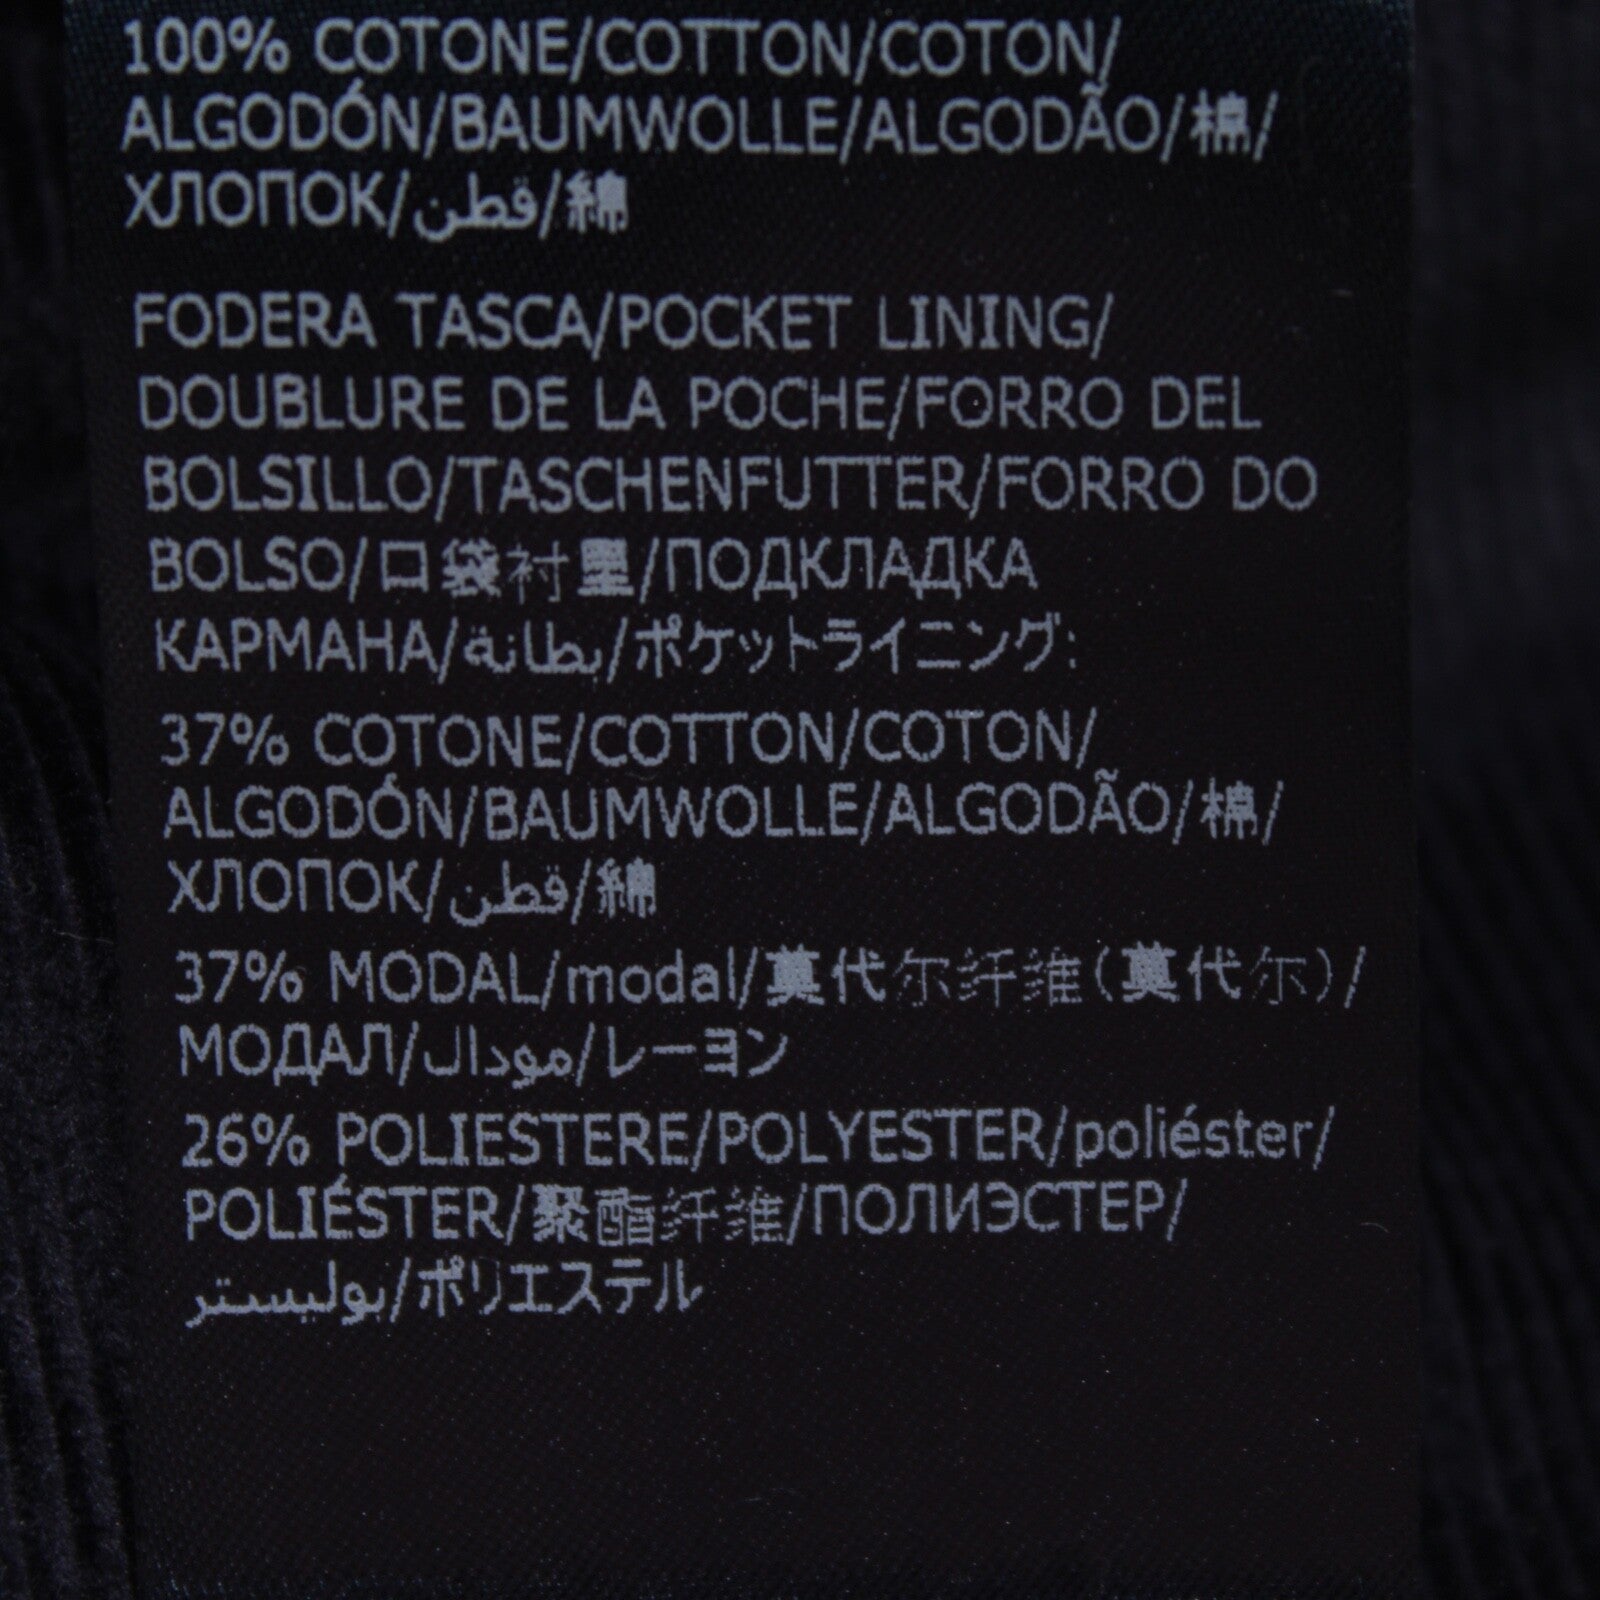 100% COTONE/COTTON/COTON/
ALGODÓN/BAUMWOLLE/ALGODÃO/棉/
ХЛОПОК/قطن/綿
FODERA TASCA/POCKET LINING/
DOUBLURE DE LA POCHE/FORRO DEL
BOLSILLO/TASCHENFUTTER/FORRO DO
BOLSO/口袋衬里/ПОДКЛАДКА
КАРМАНА/بطانة/ポケットライニング:
37% COTONE/COTTON/COTON/
ALGODÓN/BAUMWOLLE/ALGODÃO/棉/
ХЛОПОК/قطن/綿
37% MODAL/modal/莫代尔纤维(莫代尔)/
МОДАЛ/مودال/レーヨン
26% POLIESTERE/POLYESTER/poliéster/
POLIÉSTER/聚酯纤维/ПОЛИЭСТЕР/
بوليستر/ポリエステル